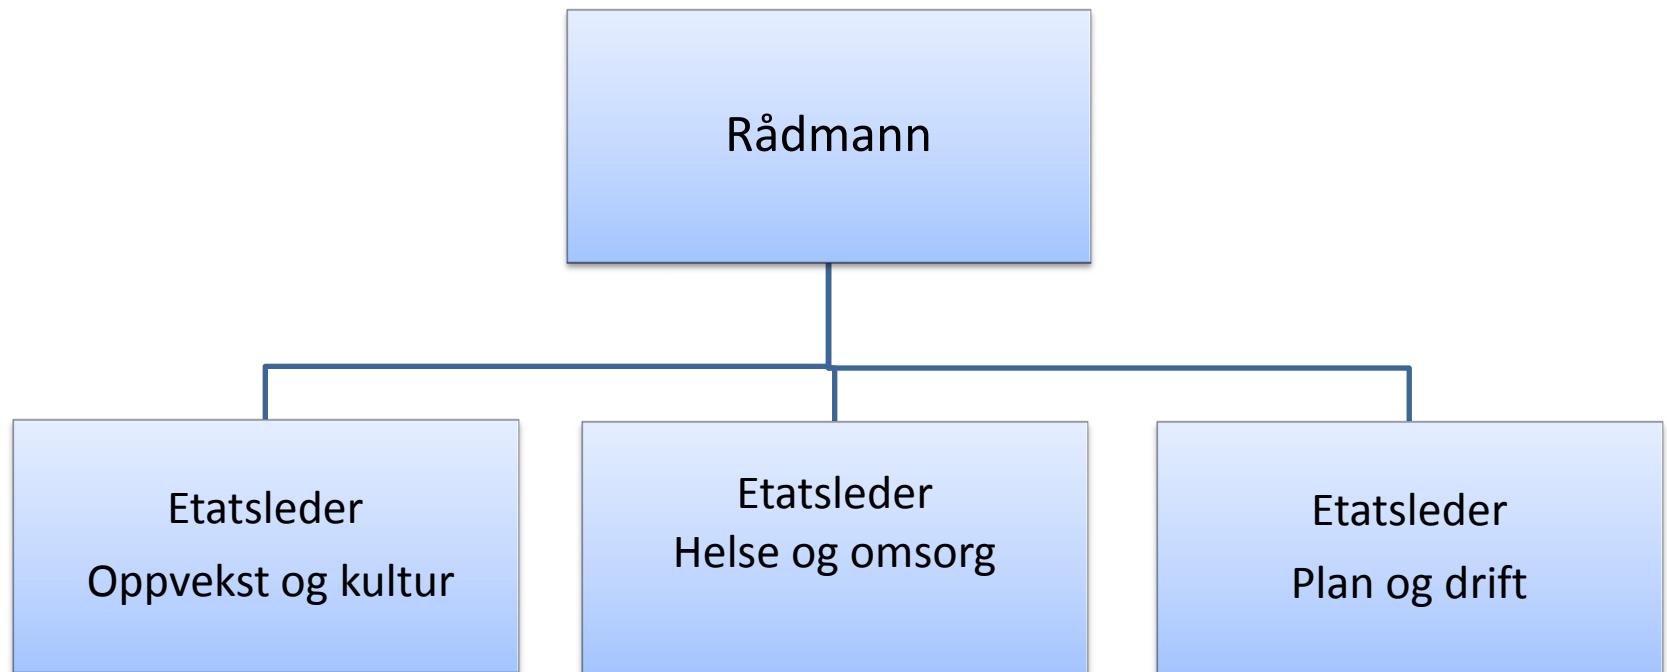 Rådmann
Etatsleder
Oppvekst og kultur
Etatsleder
Helse og omsorg
Etatsleder
Plan og drift